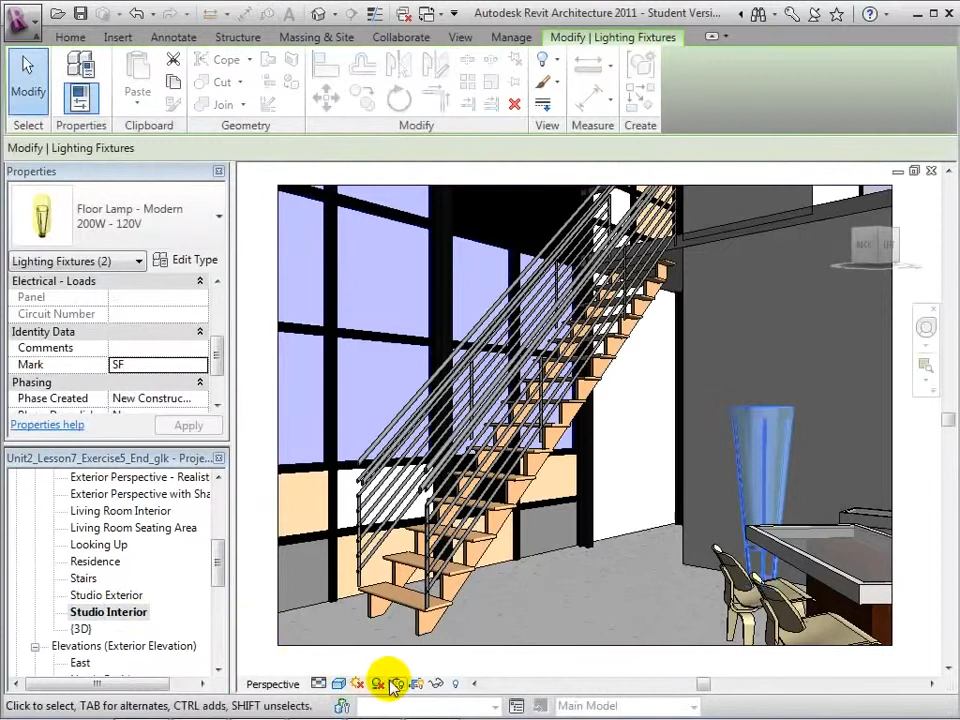 Autodesk Revit Architecture 2011 - Student Versi...
Home Insert Annotate Structure Massing & Site Collaborate View Manage Modify | Lighting Fixtures
Modify
Paste
Cope
Cut
Join
Select Properties Clipboard Geometry Modify View Measure Create
Modify | Lighting Fixtures
Properties
Floor Lamp - Modern
200W - 120V
Lighting Fixtures (2) Edit Type
Electrical - Loads
Panel
Circuit Number
Identity Data
Comments
Mark SF
Phasing
Phase Created New Construc...
Properties help Apply
Unit2_Lesson7_Exercise5_End_glk - Proje...
Exterior Perspective - Realist
Exterior Perspective with Sha
Living Room Interior
Living Room Seating Area
Looking Up
Residence
Stairs
Studio Exterior
Studio Interior
{3D}
Elevations (Exterior Elevation)
East
RIGHT
Perspective
Click to select, TAB for alternates, CTRL adds, SHIFT unselects.
Main Model